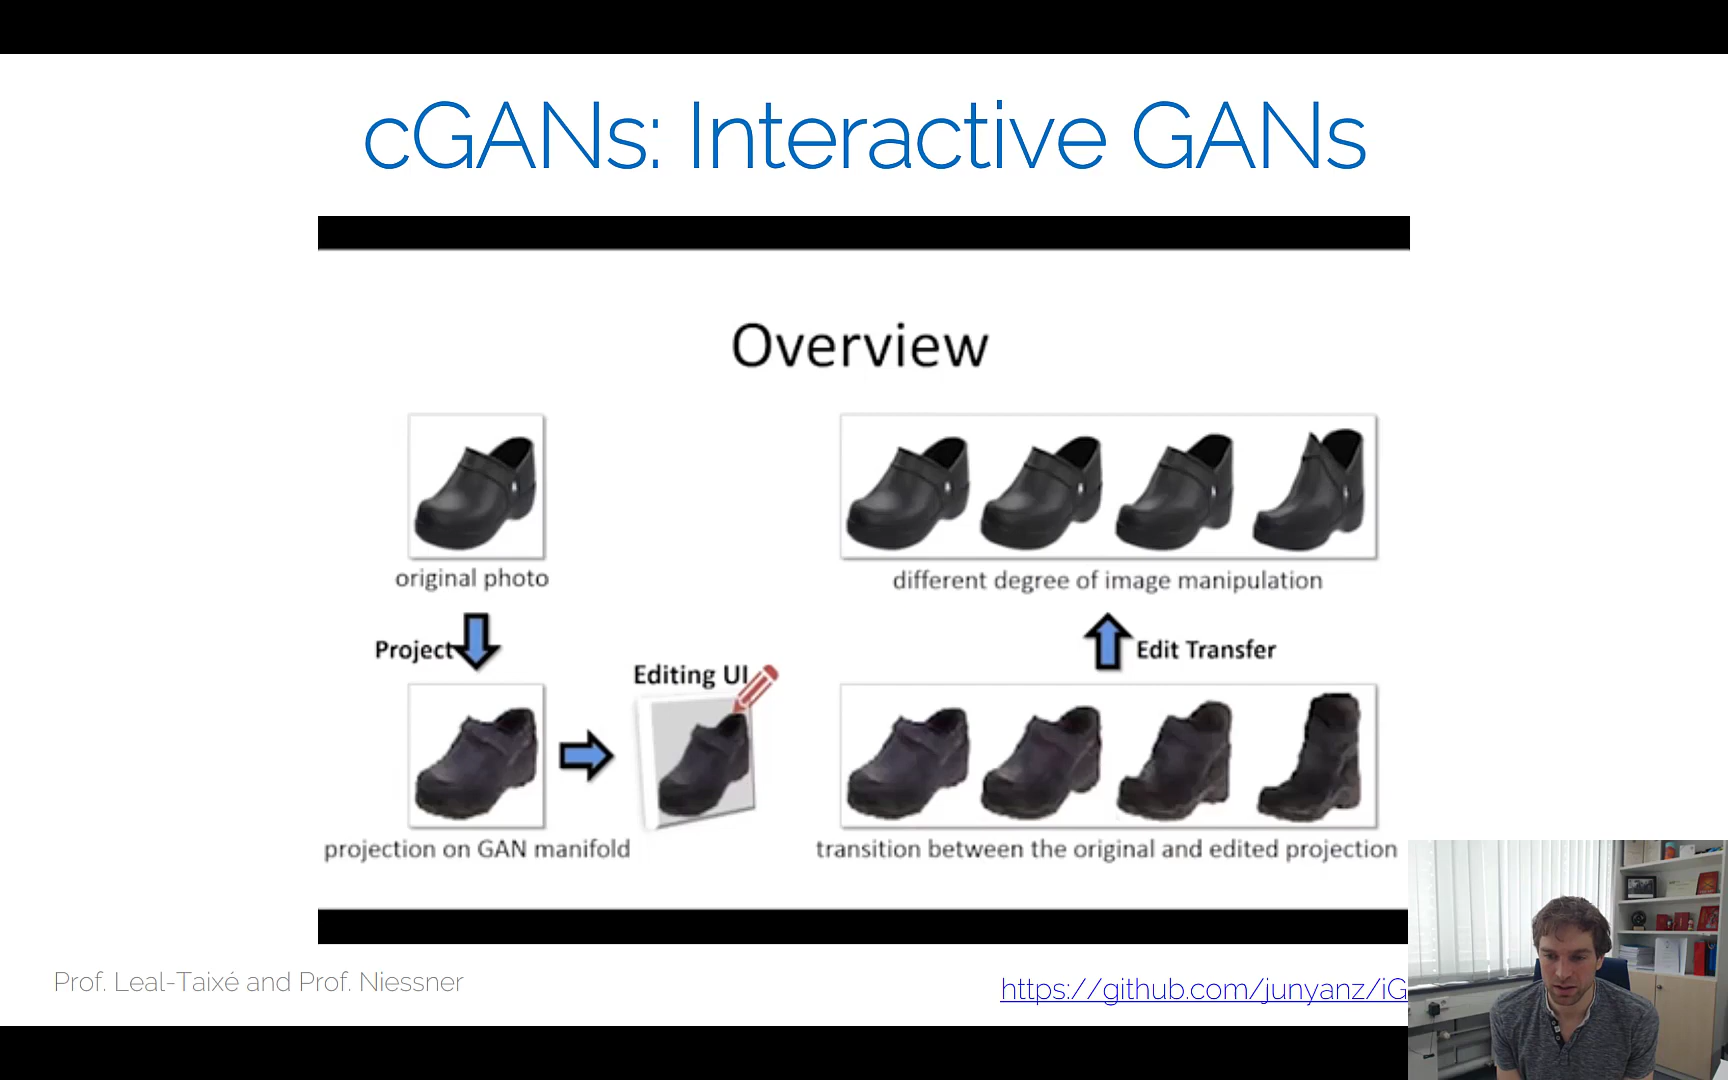 cGANs: Interactive GANs
Overview
original photo
different degree of image manipulation
Project
Edit Transfer
Editing UI
projection on GAN manifold
transition between the original and edited projection
Prof. Leal-Taixé and Prof. Niessner
https://github.com/junyanz/iG